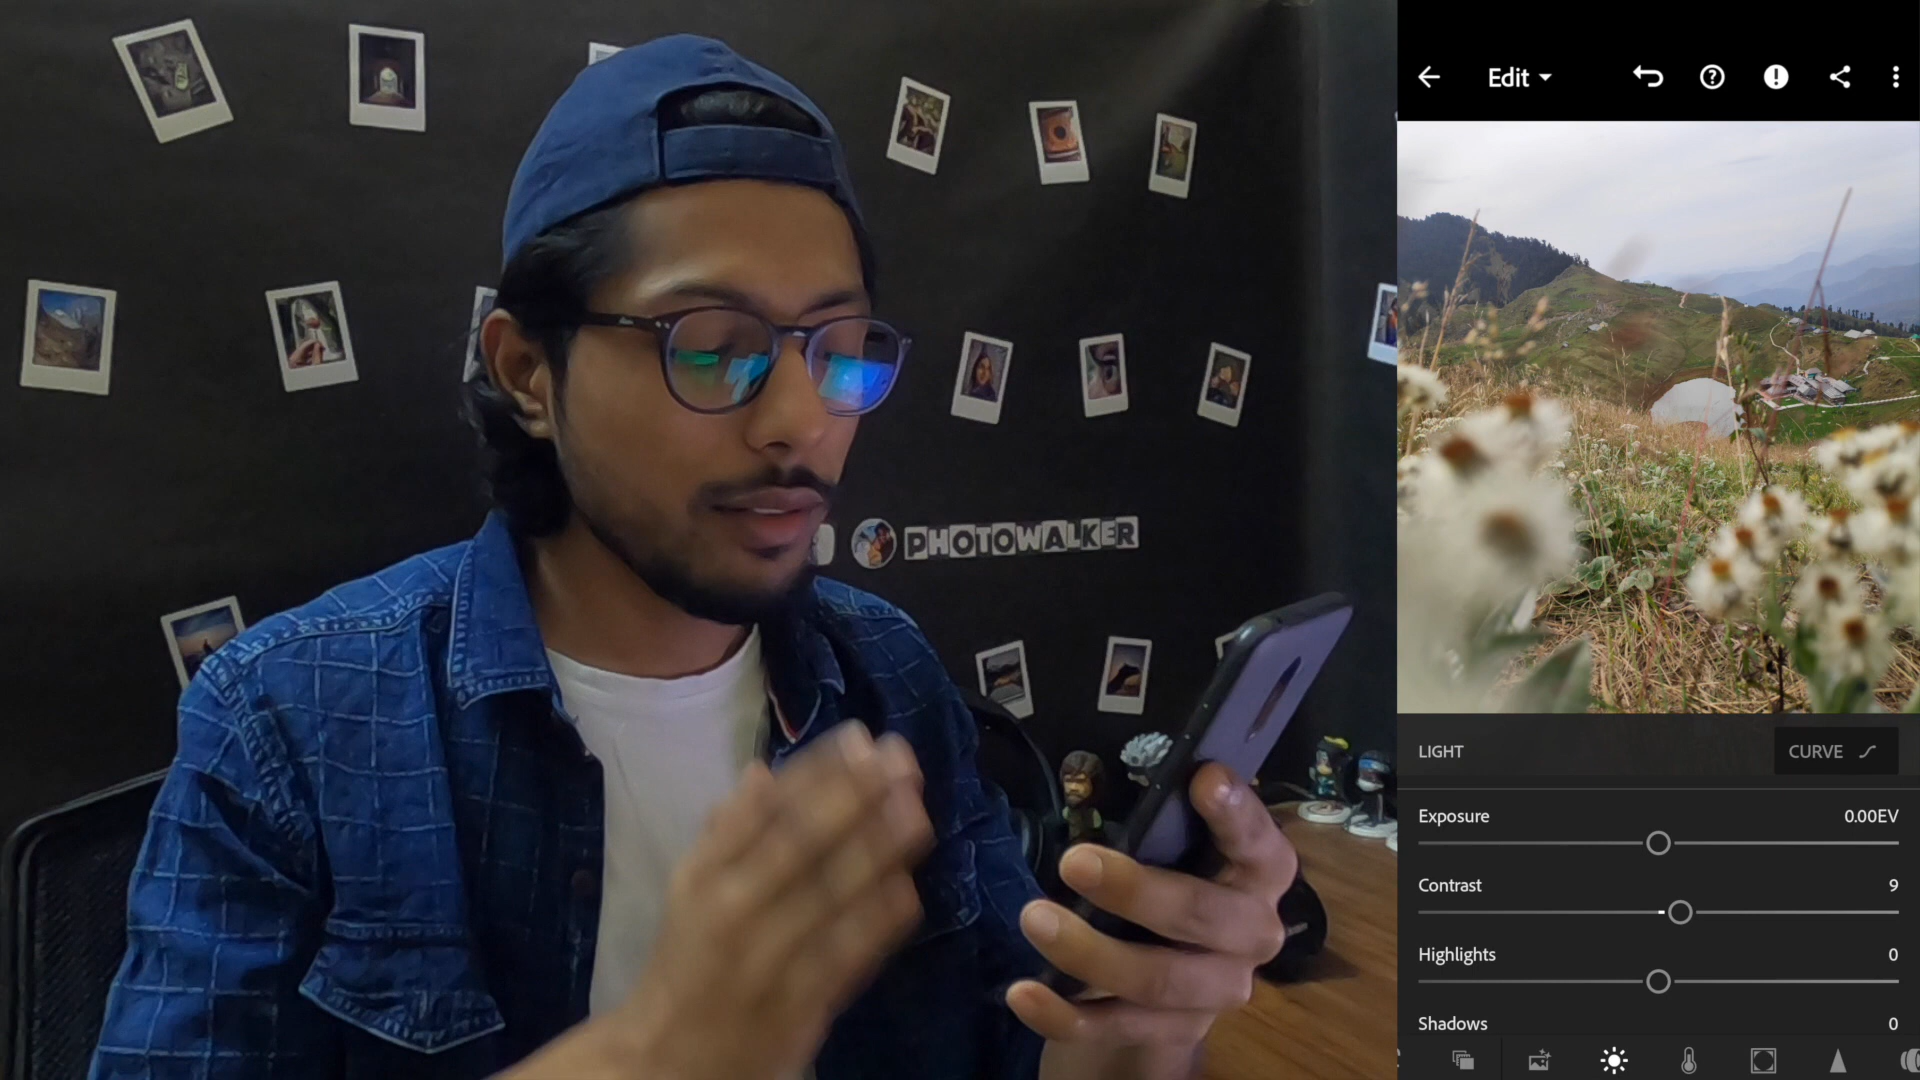 PHOTOWALKER
Edit
LIGHT
CURVE
Exposure
0.00EV
Contrast
9
Highlights
0
Shadows
0